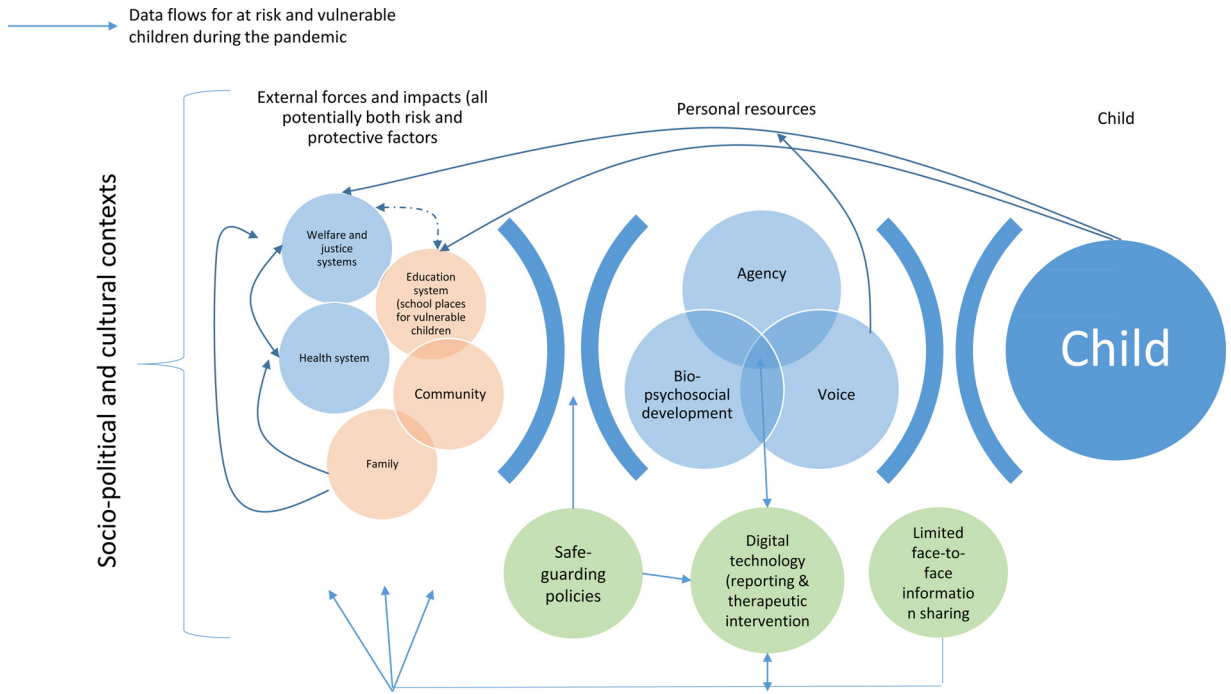 Data flows for at risk and vulnerable
children during the pandemic
External forces and impacts (all
potentially both risk and
protective factors
Personal resources
Child
Socio-political and cultural contexts
Welfare and
justice
systems
Education
system
(school places
for vulnerable
children
Health system
Community
Family
Agency
Bio-
psychosocial
development
Voice
Child
Safe-
guarding
policies
Digital
technology
(reporting &
therapeutic
intervention
Limited
face-to-
face
informatio
n sharing